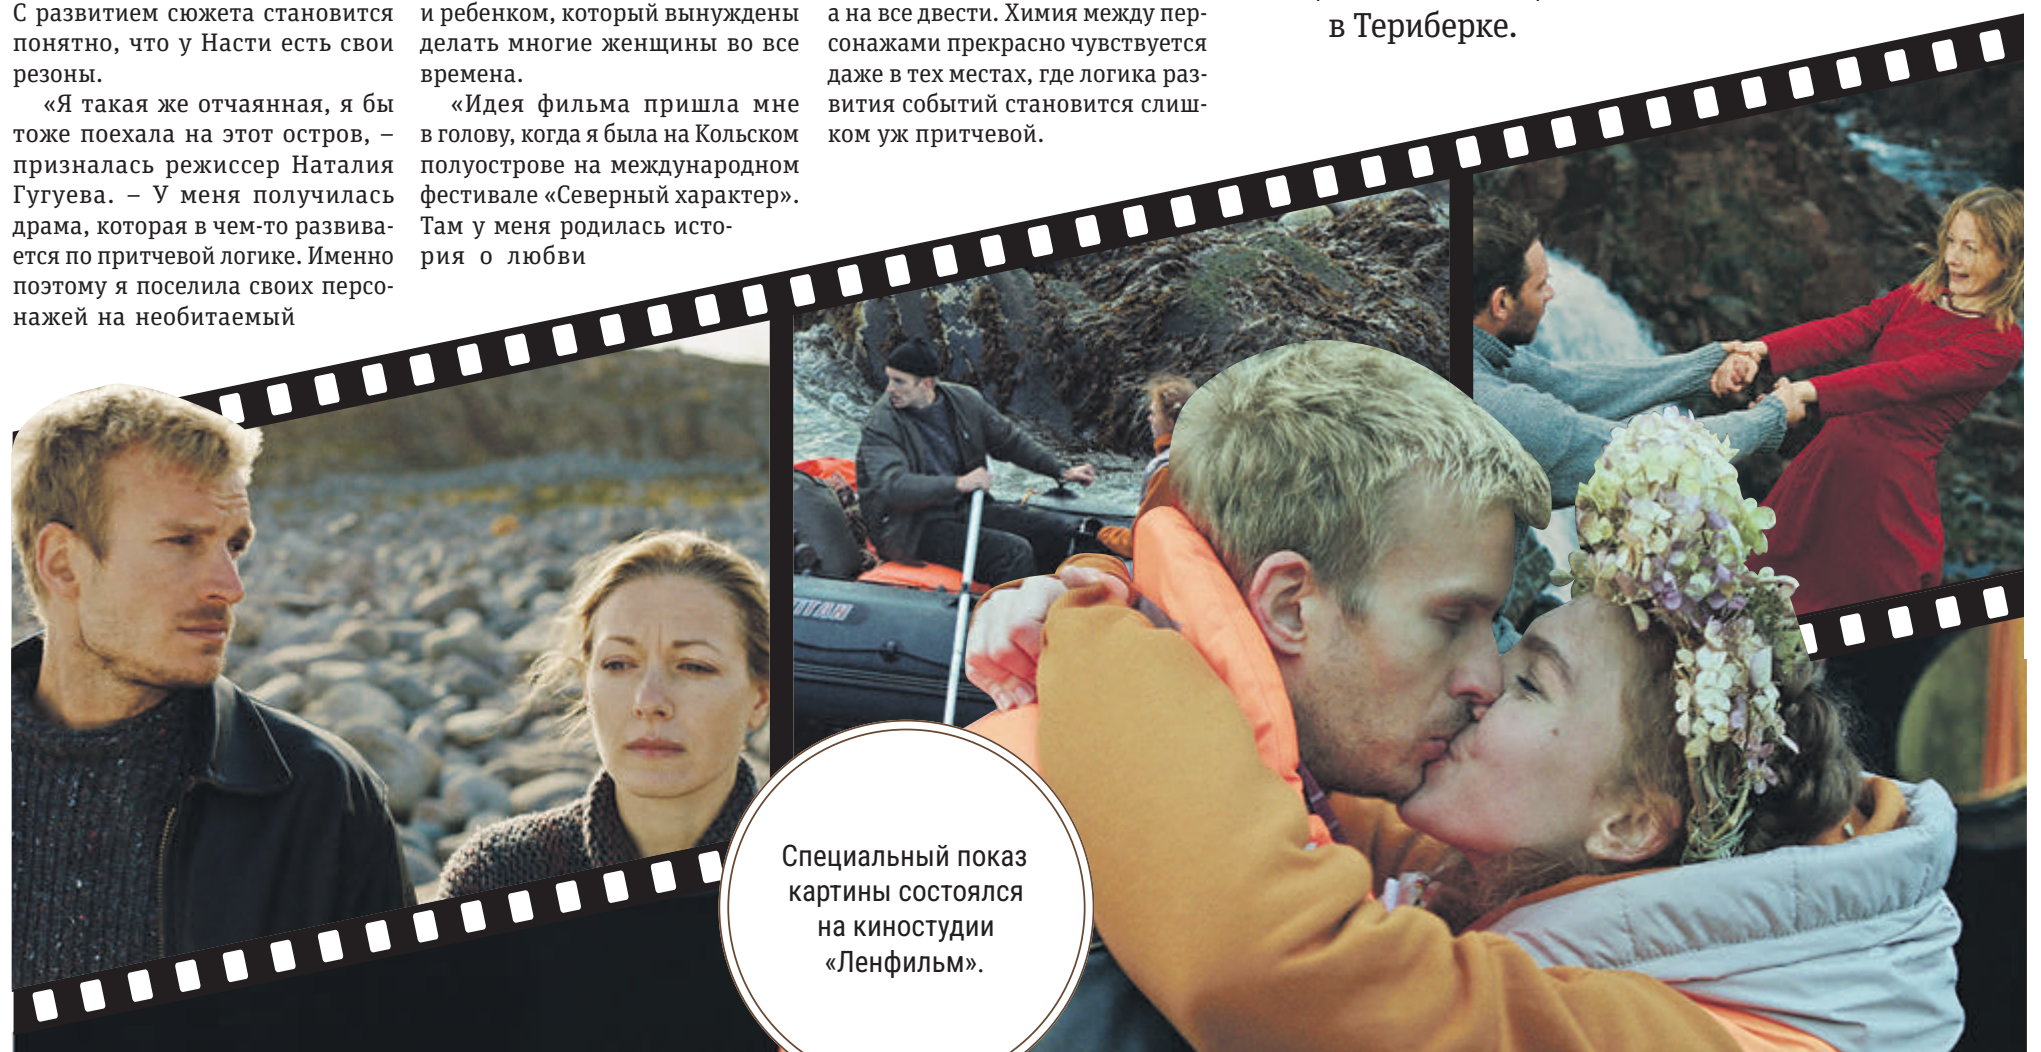 С развитием сюжета становится
понятно, что у Насти есть свои
резоны.
«Я такая же отчаянная, я бы
тоже поехала на этот остров, –
призналась режиссер Наталия
Гугуева. – У меня получилась
драма, которая в чем-то развива-
ется по притчевой логике. Именно
поэтому я поселила своих персо-
нажей на необитаемый
и ребенком, который вынуждены
делать многие женщины во все
времена.
«Идея фильма пришла мне
в голову, когда я была на Кольском
полуострове на международном
фестивале «Северный характер».
Там у меня родилась исто-
рия о любви
а на все двести. Химия между пер-
сонажами прекрасно чувствуется
даже в тех местах, где логика раз-
вития событий становится слиш-
ком уж притчевой.
в Териберке.
Специальный показ
картины состоялся
на киностудии
«Ленфильм».